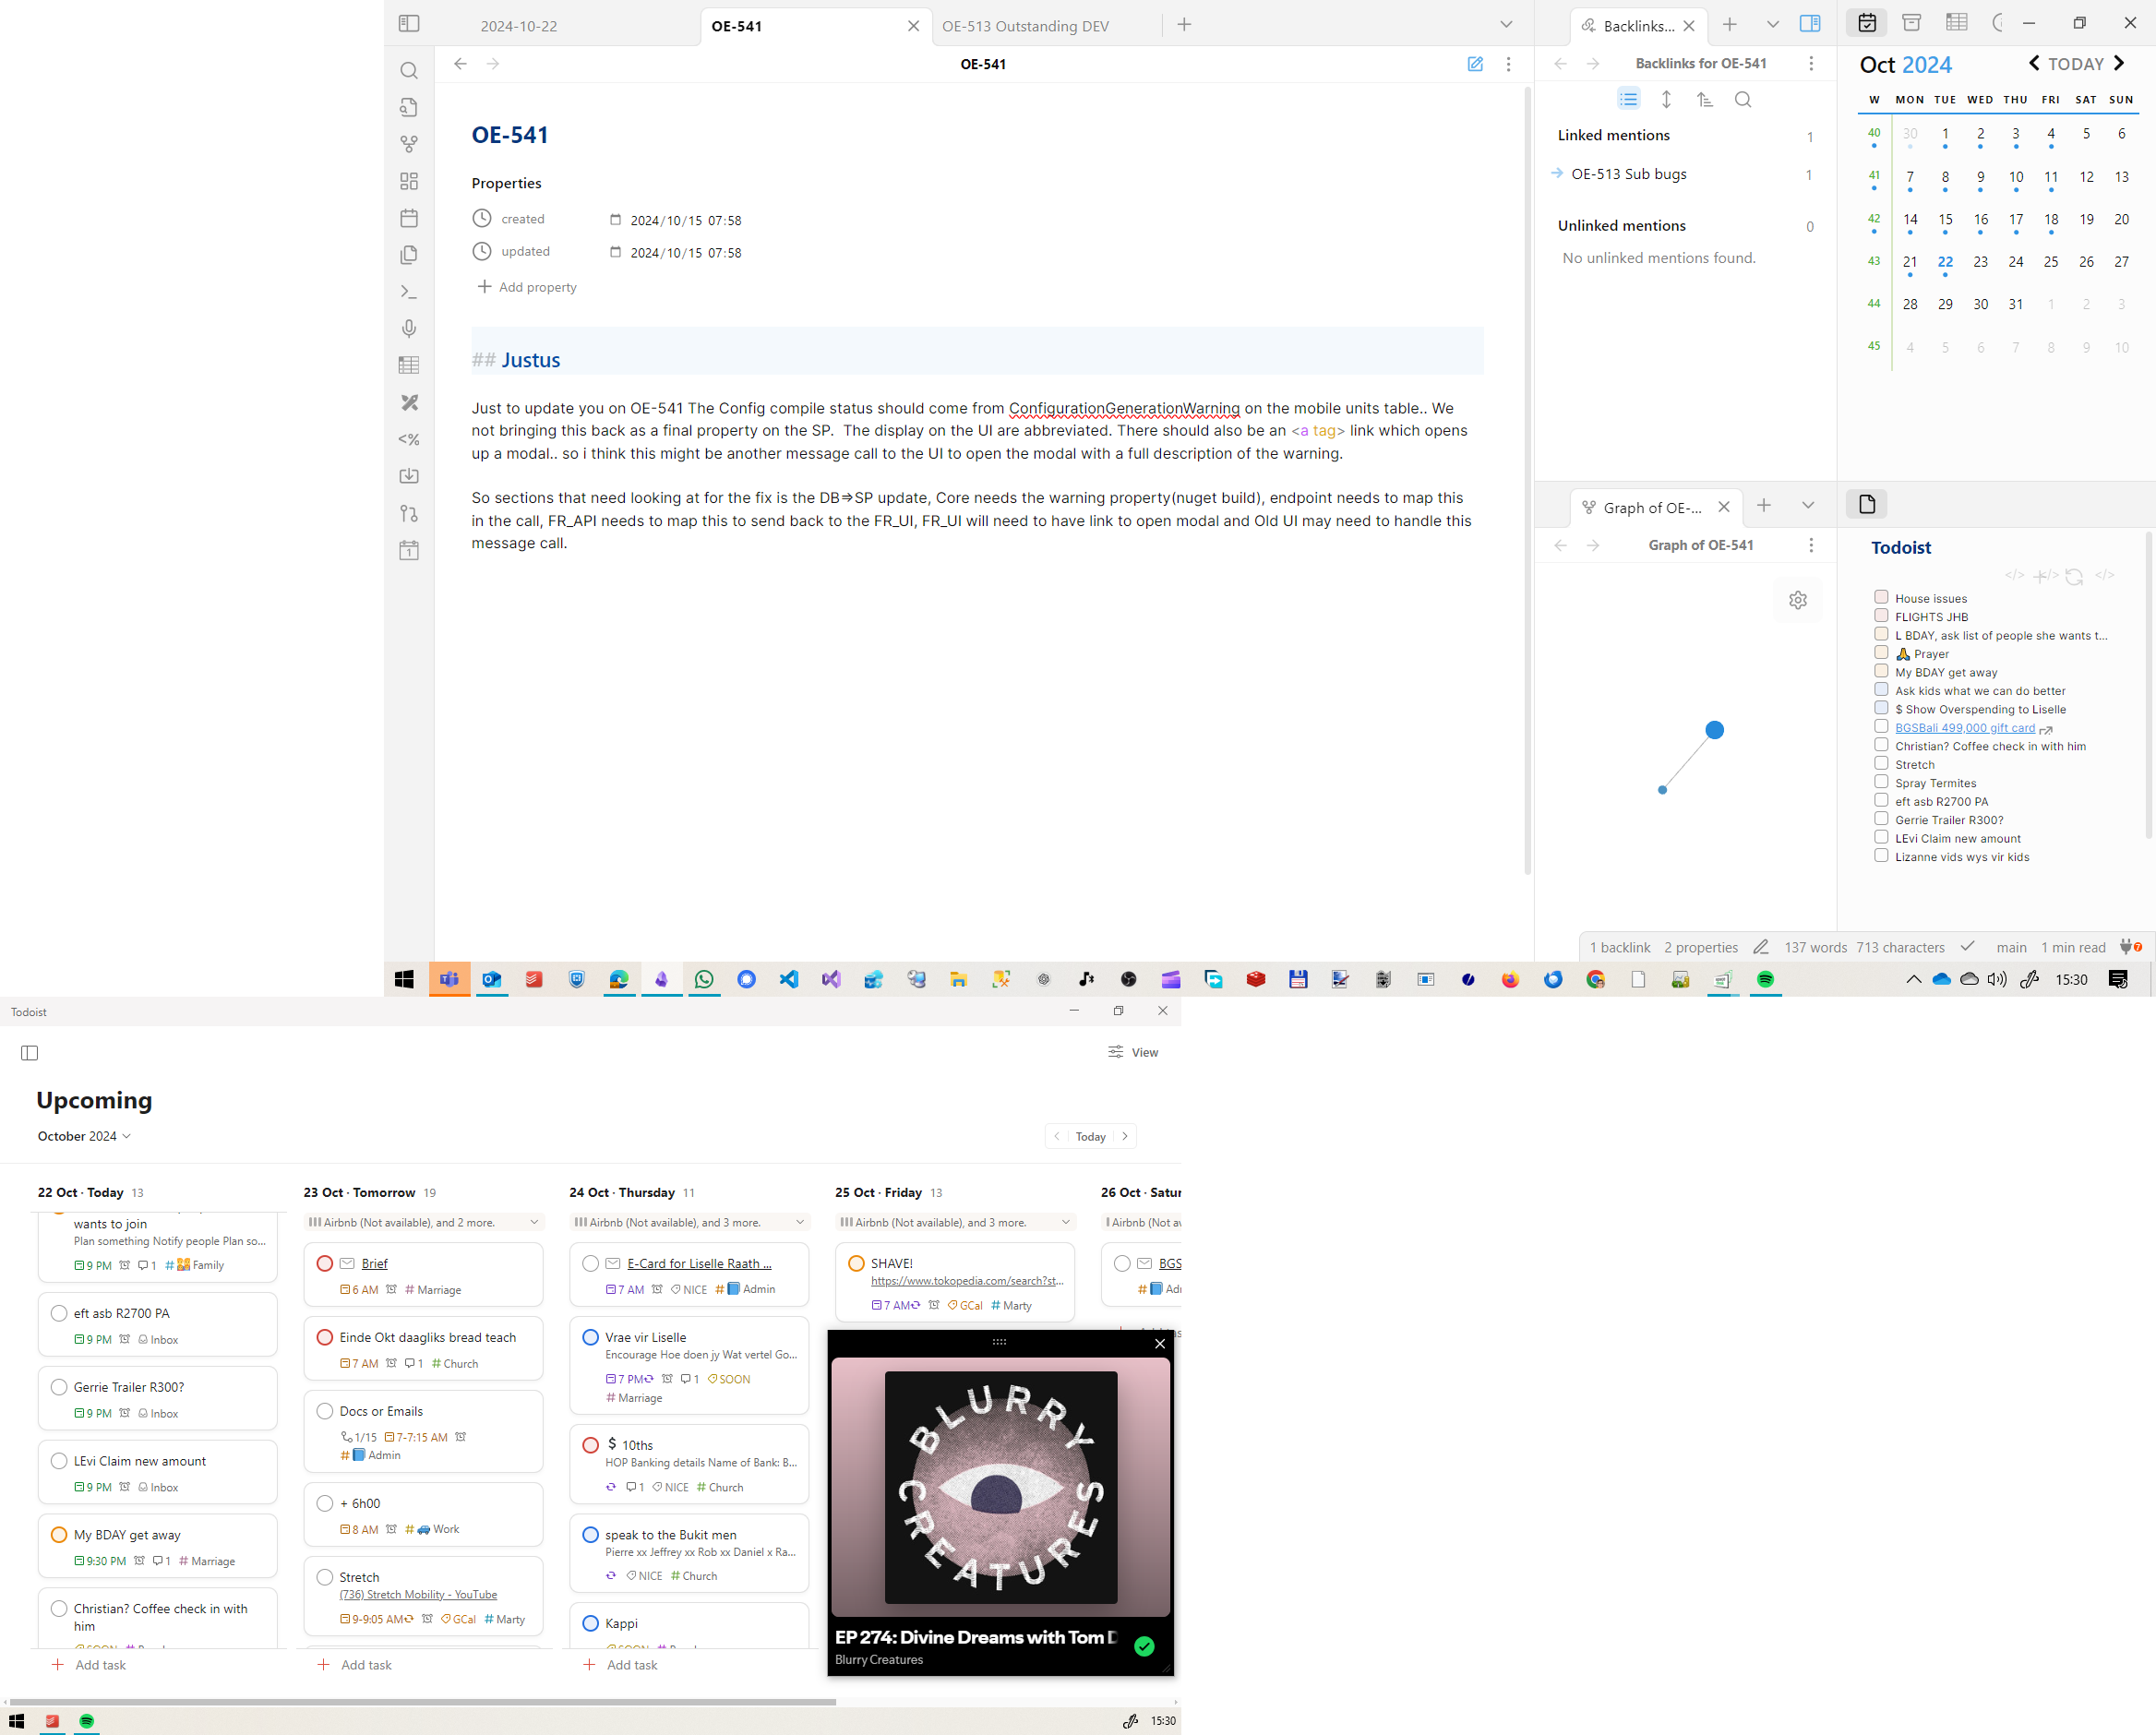 2024-10-22
OE-541
OE-513 Outstanding DEV
OE-541
OE-541
Properties
created 2024/10/15 07:58
updated 2024/10/15 07:58
Add property
## Justus
Just to update you on OE-541 The Config compile status should come from ConfigurationGenerationWarning on the mobile units table.. We
not bringing this back as a final property on the SP. The display on the UI are abbreviated. There should also be an <a tag> link which opens
up a modal.. so i think this might be another message call to the UI to open the modal with a full description of the warning.
So sections that need looking at for the fix is the DB=>SP update, Core needs the warning property(nuget build), endpoint needs to map this
in the call, FR_API needs to map this to send back to the FR_UI, FR_UI will need to have link to open modal and Old UI may need to handle this
message call.
Backlinks...
Backlinks for OE-541
Linked mentions 1
OE-513 Sub bugs 1
Unlinked mentions 0
No unlinked mentions found.
Graph of OE-...
Graph of OE-541
Oct 2024
TODAY
W MON TUE WED THU FRI SAT SUN
40 30 1 2 3 4 5 6
41 7 8 9 10 11 12 13
42 14 15 16 17 18 19 20
43 21 22 23 24 25 26 27
44 28 29 30 31 1 2 3
45 4 5 6 7 8 9 10
Todoist
House issues
FLIGHTS JHB
L BDAY, ask list of people she wants t...
🙏 Prayer
My BDAY get away
Ask kids what we can do better
$ Show Overspending to Liselle
BGSBali 499,000 gift card
Christian? Coffee check in with him
Stretch
Spray Termites
eft asb R2700 PA
Gerrie Trailer R300?
LEvi Claim new amount
Lizanne vids wys vir kids
1 backlink 2 properties 137 words 713 characters main 1 min read
15:30
Todoist
View
Upcoming
October 2024
Today
22 Oct · Today 13
wants to join
Plan something Notify people Plan so...
9 PM 1 # Family
eft asb R2700 PA
9 PM Inbox
Gerrie Trailer R300?
9 PM Inbox
LEvi Claim new amount
9 PM Inbox
My BDAY get away
9:30 PM 1 # Marriage
Christian? Coffee check in with
him
Add task
23 Oct · Tomorrow 19
Airbnb (Not available), and 2 more.
Brief
6 AM # Marriage
Einde Okt daagliks bread teach
7 AM 1 # Church
Docs or Emails
1/15 7-7:15 AM
# Admin
+ 6h00
8 AM # Work
Stretch
(736) Stretch Mobility - YouTube
9-9:05 AM GCal # Marty
Add task
24 Oct · Thursday 11
Airbnb (Not available), and 3 more.
E-Card for Liselle Raath ...
7 AM NICE # Admin
Vrae vir Liselle
Encourage Hoe doen jy Wat vertel Go...
7 PM 1 SOON
# Marriage
$ 10ths
HOP Banking details Name of Bank: B...
1 NICE # Church
speak to the Bukit men
Pierre xx Jeffrey xx Rob xx Daniel x Ra...
NICE # Church
Kappi
Add task
25 Oct · Friday 13
Airbnb (Not available), and 3 more.
SHAVE!
https://www.tokopedia.com/search?st...
7 AM GCal # Marty
26 Oct · Satur
Airbnb (Not av
BGS
BLURRY
CREATURES
EP 274: Divine Dreams with Tom D
Blurry Creatures
15:30